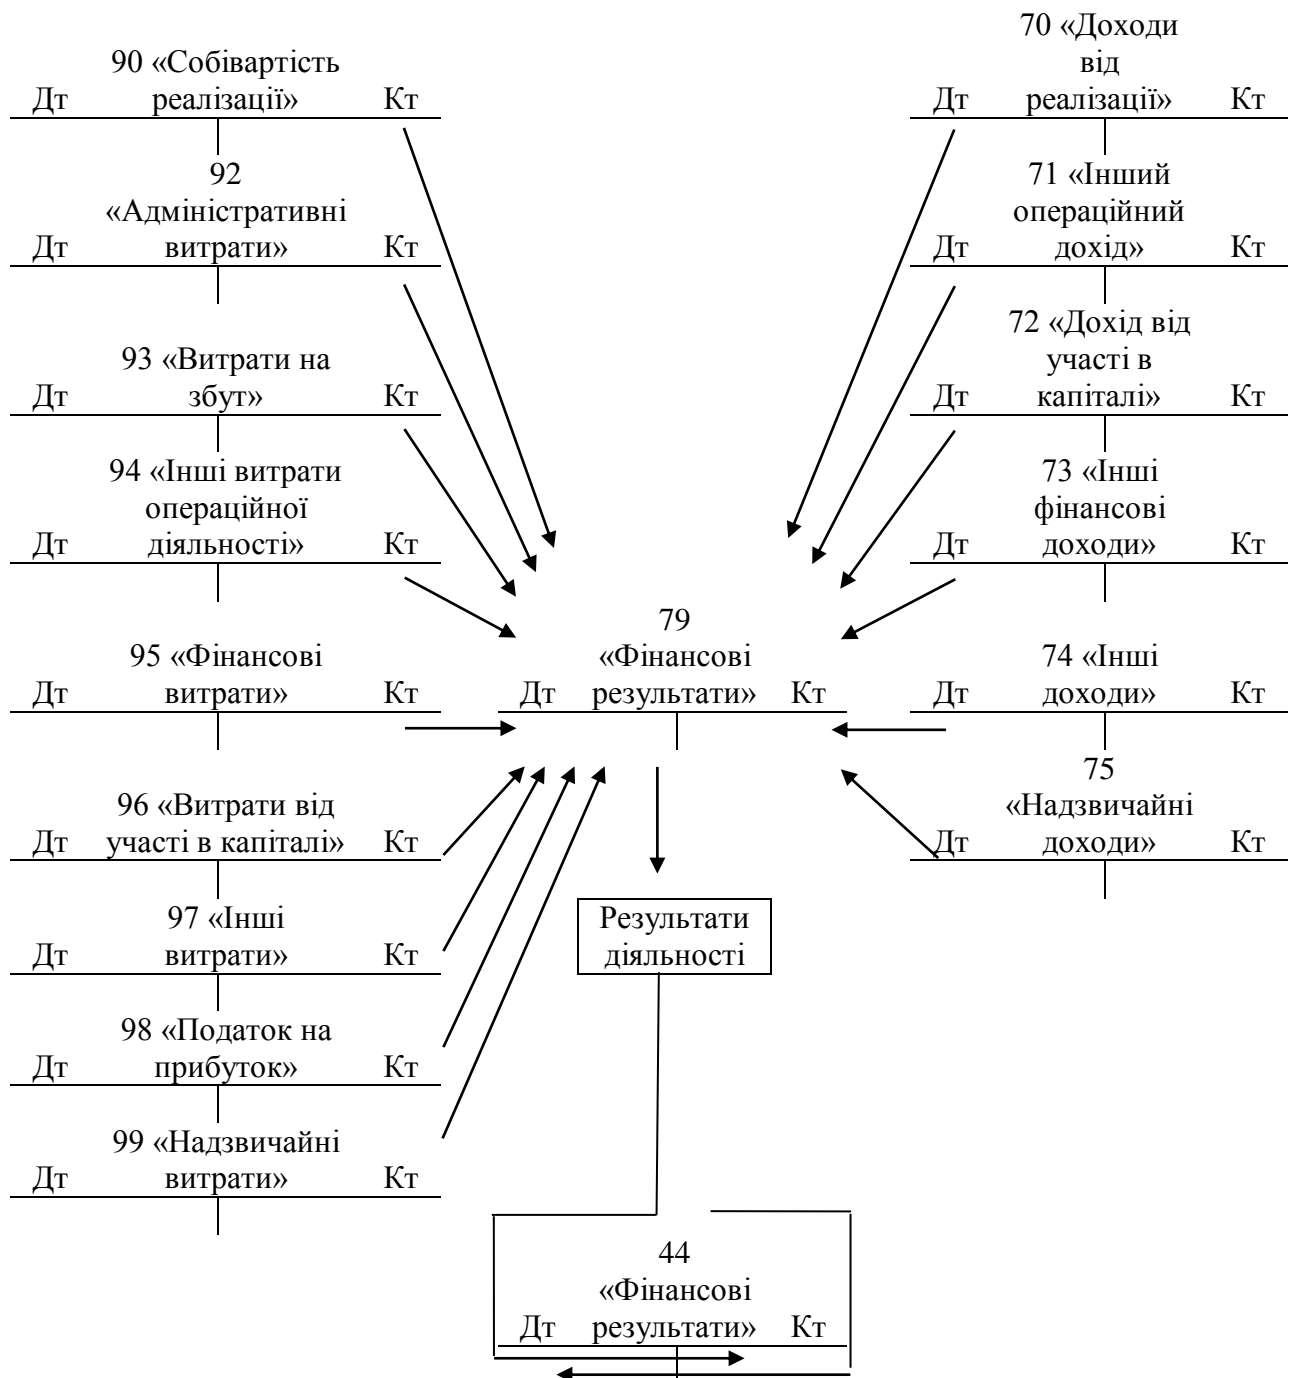 90 «Собівартість
Дт реалізації» Кт
92
«Адміністративні
Дт витрати» Кт
93 «Витрати на
Дт збут» Кт
94 «Інші витрати
операційної
Дт діяльності» Кт
95 «Фінансові
Дт витрати» Кт
96 «Витрати від
Дт участі в капіталі» Кт
97 «Інші
Дт витрати» Кт
98 «Податок на
Дт прибуток» Кт
99 «Надзвичайні
Дт витрати» Кт
79
«Фінансові
Дт результати» Кт
Результати
діяльності
44
«Фінансові
Дт результати» Кт
70 «Доходи
від
Дт реалізації» Кт
71 «Інший
операційний
Дт дохід» Кт
72 «Дохід від
участі в
Дт капіталі» Кт
73 «Інші
фінансові
Дт доходи» Кт
74 «Інші
Дт доходи» Кт
75
«Надзвичайні
Дт доходи» Кт